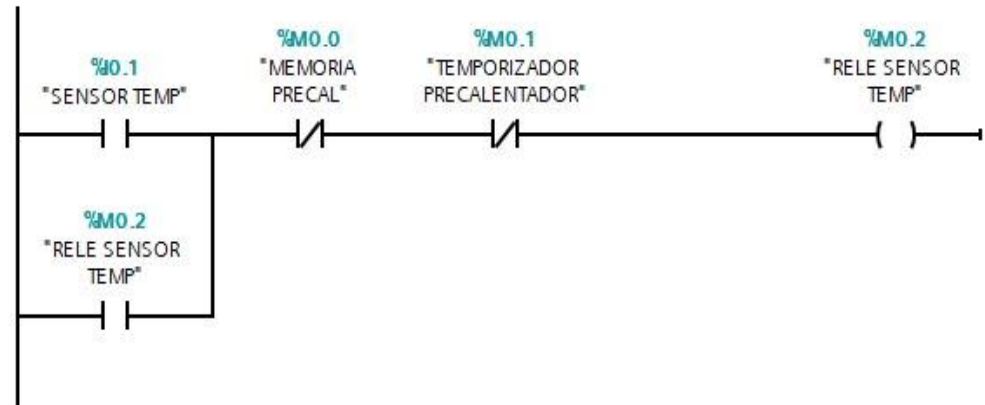 %I0.1
"SENSOR TEMP"
%M0.0
"MEMORIA
PRECAL"
%M0.1
"TEMPORIZADOR
PRECALENTADOR"
%M0.2
"RELE SENSOR
TEMP"
%M0.2
"RELE SENSOR
TEMP"